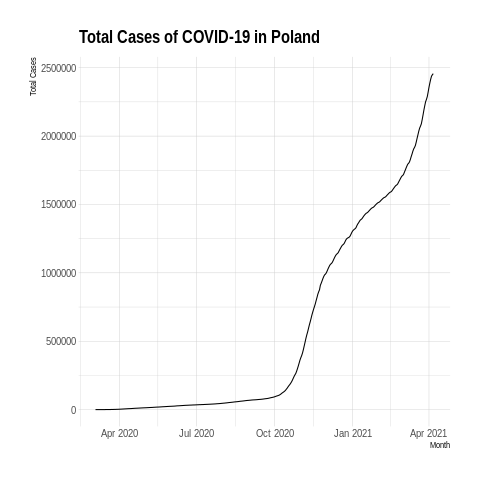 Total Cases of COVID-19 in Poland
Total Cases
2500000
2000000
1500000
1000000
500000
0
Apr 2020 Jul 2020 Oct 2020 Jan 2021 Apr 2021
Month